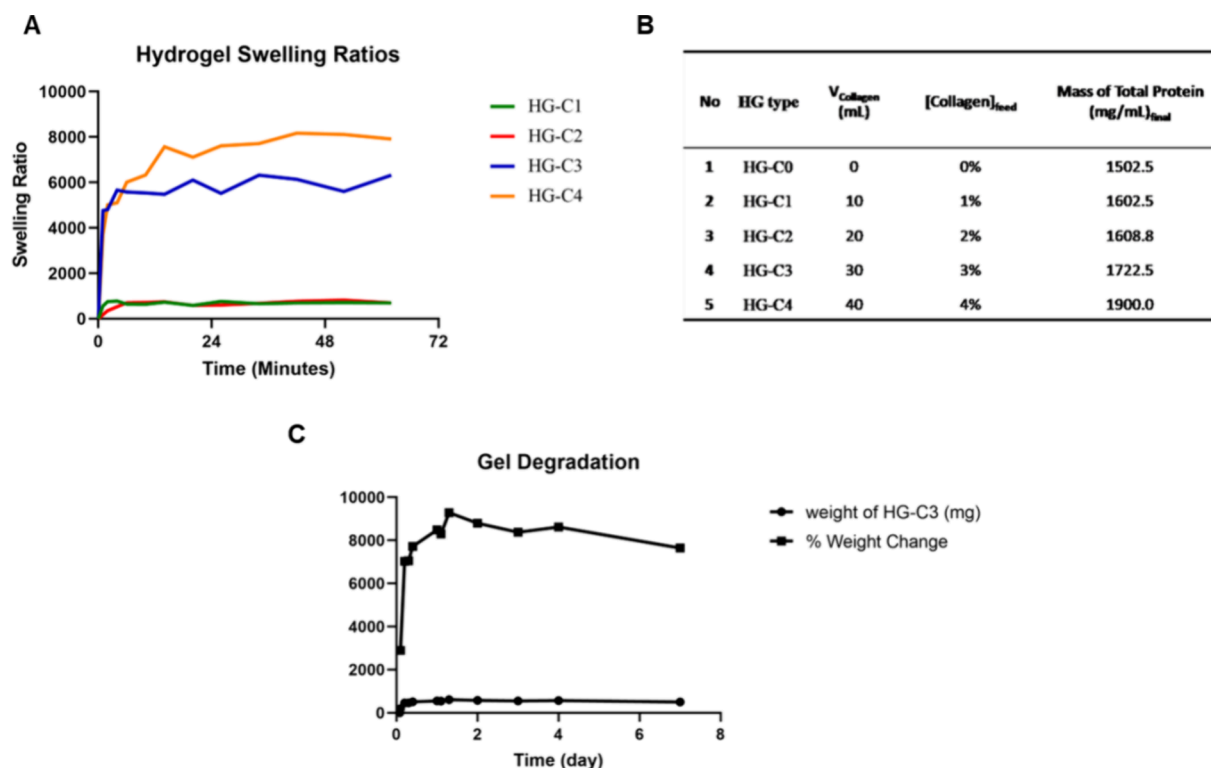 A
Hydrogel Swelling Ratios
10000
8000
6000
4000
2000
0
Swelling Ratio
0 24 48 72
Time (Minutes)
HG-C1
HG-C2
HG-C3
HG-C4
B
No HG type V Collagen (mL) [Collagen]feed Mass of Total Protein (mg/mL)final
1 HG-C0 0 0% 1502.5
2 HG-C1 10 1% 1602.5
3 HG-C2 20 2% 1608.8
4 HG-C3 30 3% 1722.5
5 HG-C4 40 4% 1900.0
C
Gel Degradation
10000
8000
6000
4000
2000
0
0 2 4 6 8
Time (day)
weight of HG-C3 (mg)
% Weight Change